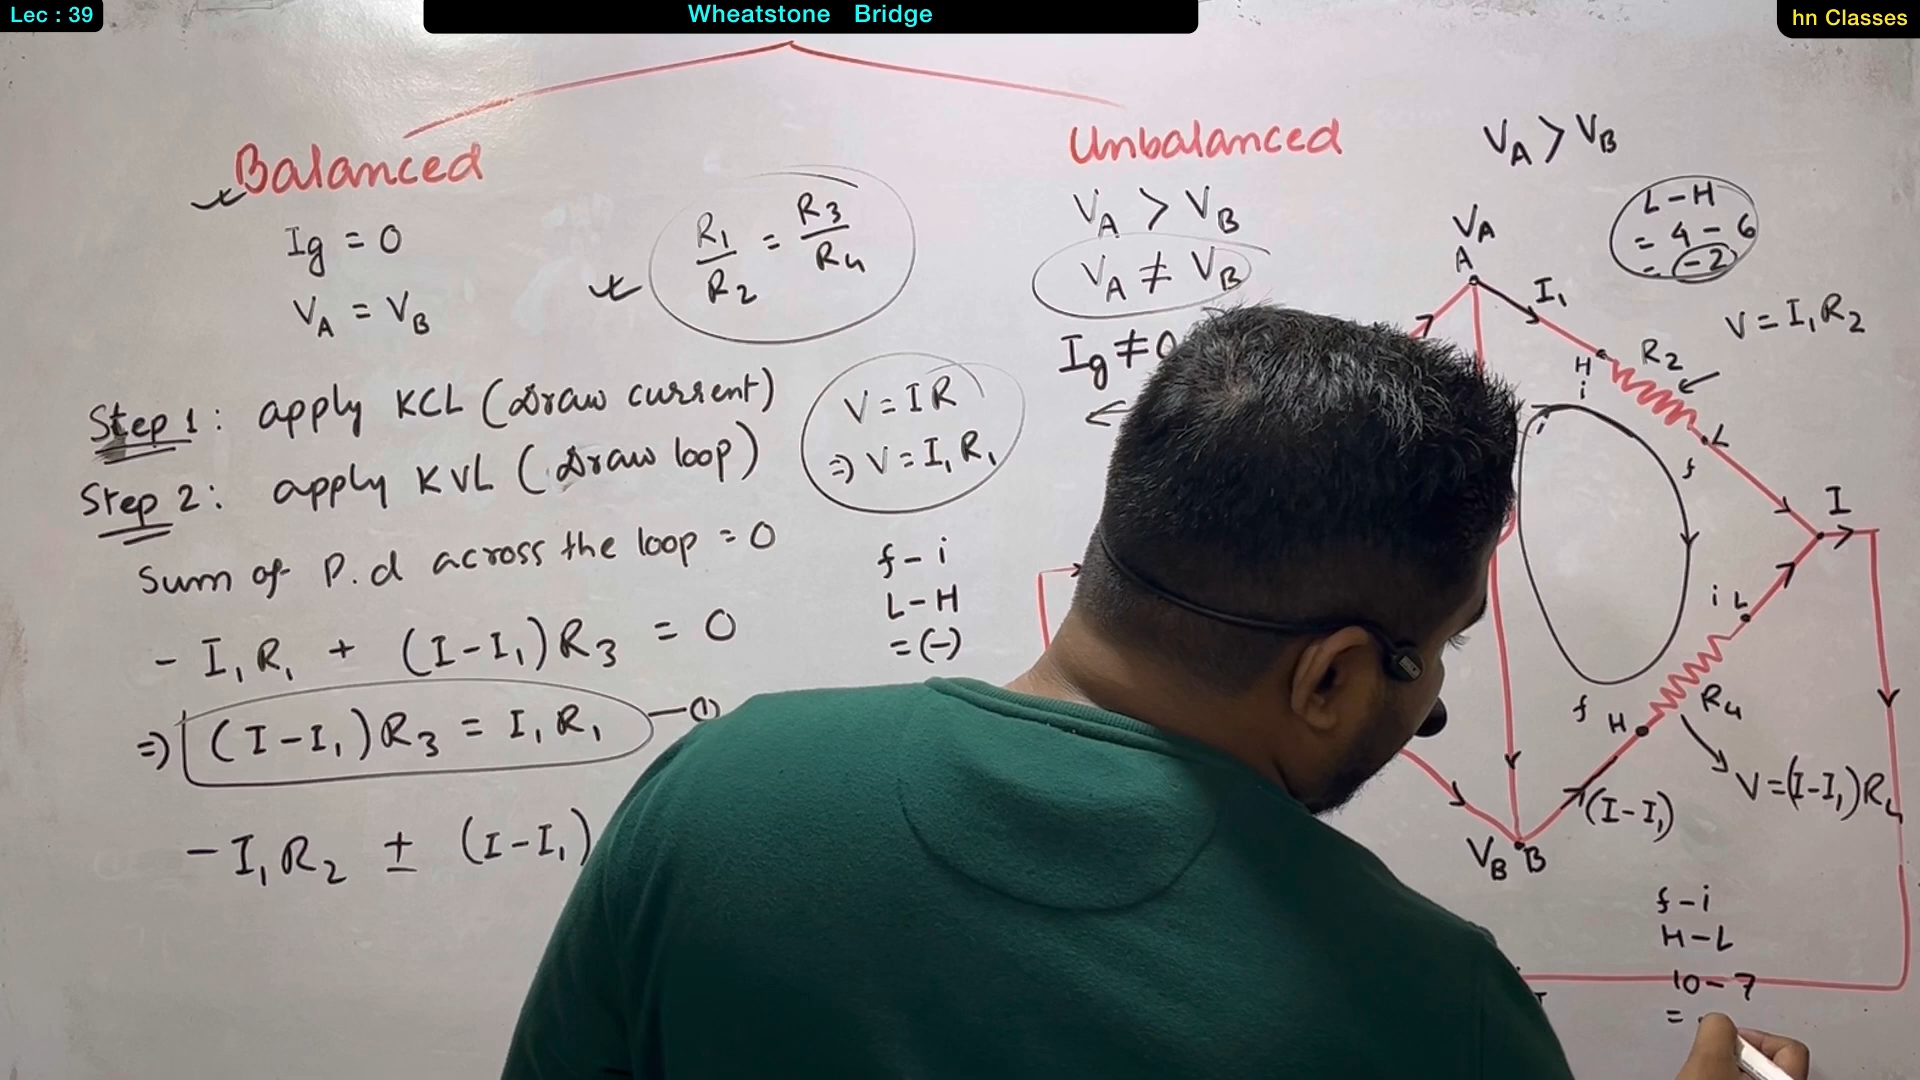 Lec : 39
Wheatstone Bridge
hn Classes
Balanced
Ig = 0
VA = VB
R1/R2 = R3/R4
Step 1: apply KCL (Draw current)
Step 2: apply KVL (Draw loop)
Sum of P.d across the loop = 0
- I1R1 + (I-I1)R3 = 0
=> (I-I1)R3 = I1R1 —①
- I1R2 ± (I-I1)
V = IR
=> V = I1R1
f - i
L - H
= (-)
Unbalanced
VA > VB
VA ≠ VB
Ig ≠ 0
VA > VB
L - H
= 4 - 6
= -2
VA
A
I1
V = I1R2
H
i
R2
L
f
I
i L
R4
f H
V = (I-I1)R4
(I-I1)
VB B
f - i
H - L
10 - 7
=